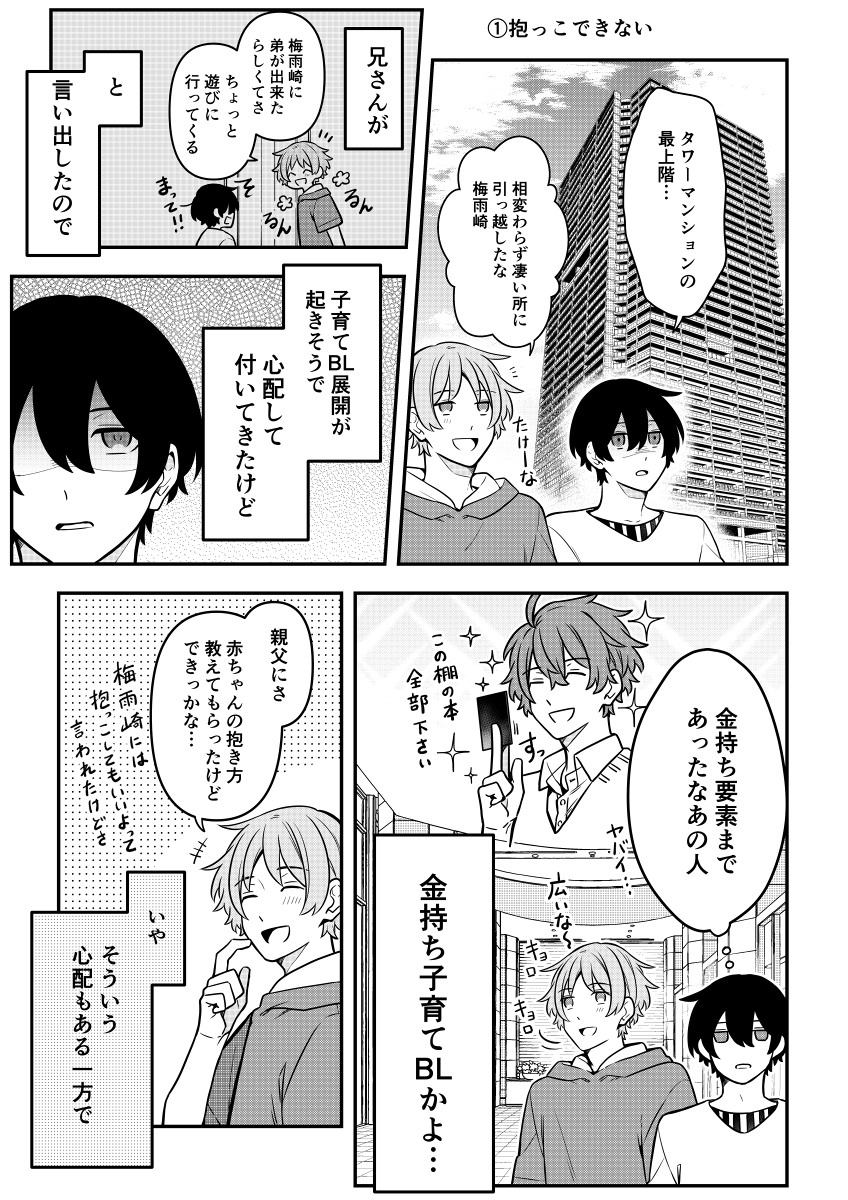 ①抱っこできない
タワーマンションの
最上階…
相変わらず凄い所に
引っ越したな
梅雨崎
たけーな
兄さんが
梅雨崎に
弟が出来た
らしくてさ
ちょっと
遊びに
行ってくる
るん
るん
そ
まって!!
と
言い出したので
子育てBL展開が
起きそうで
心配して
付いてきたけど
金持ち要素まで
あったなあの人
この棚の本
全部下さい
すっ
ヤバイ…
広いな～
キョロ
キョロ
金持ち子育てBLかよ…
親父にさ
赤ちゃんの抱き方
教えてもらったけど
できっかな…
梅雨崎には
抱っこしてもいいよって
言われたけどさ
いや
そういう
心配もある一方で